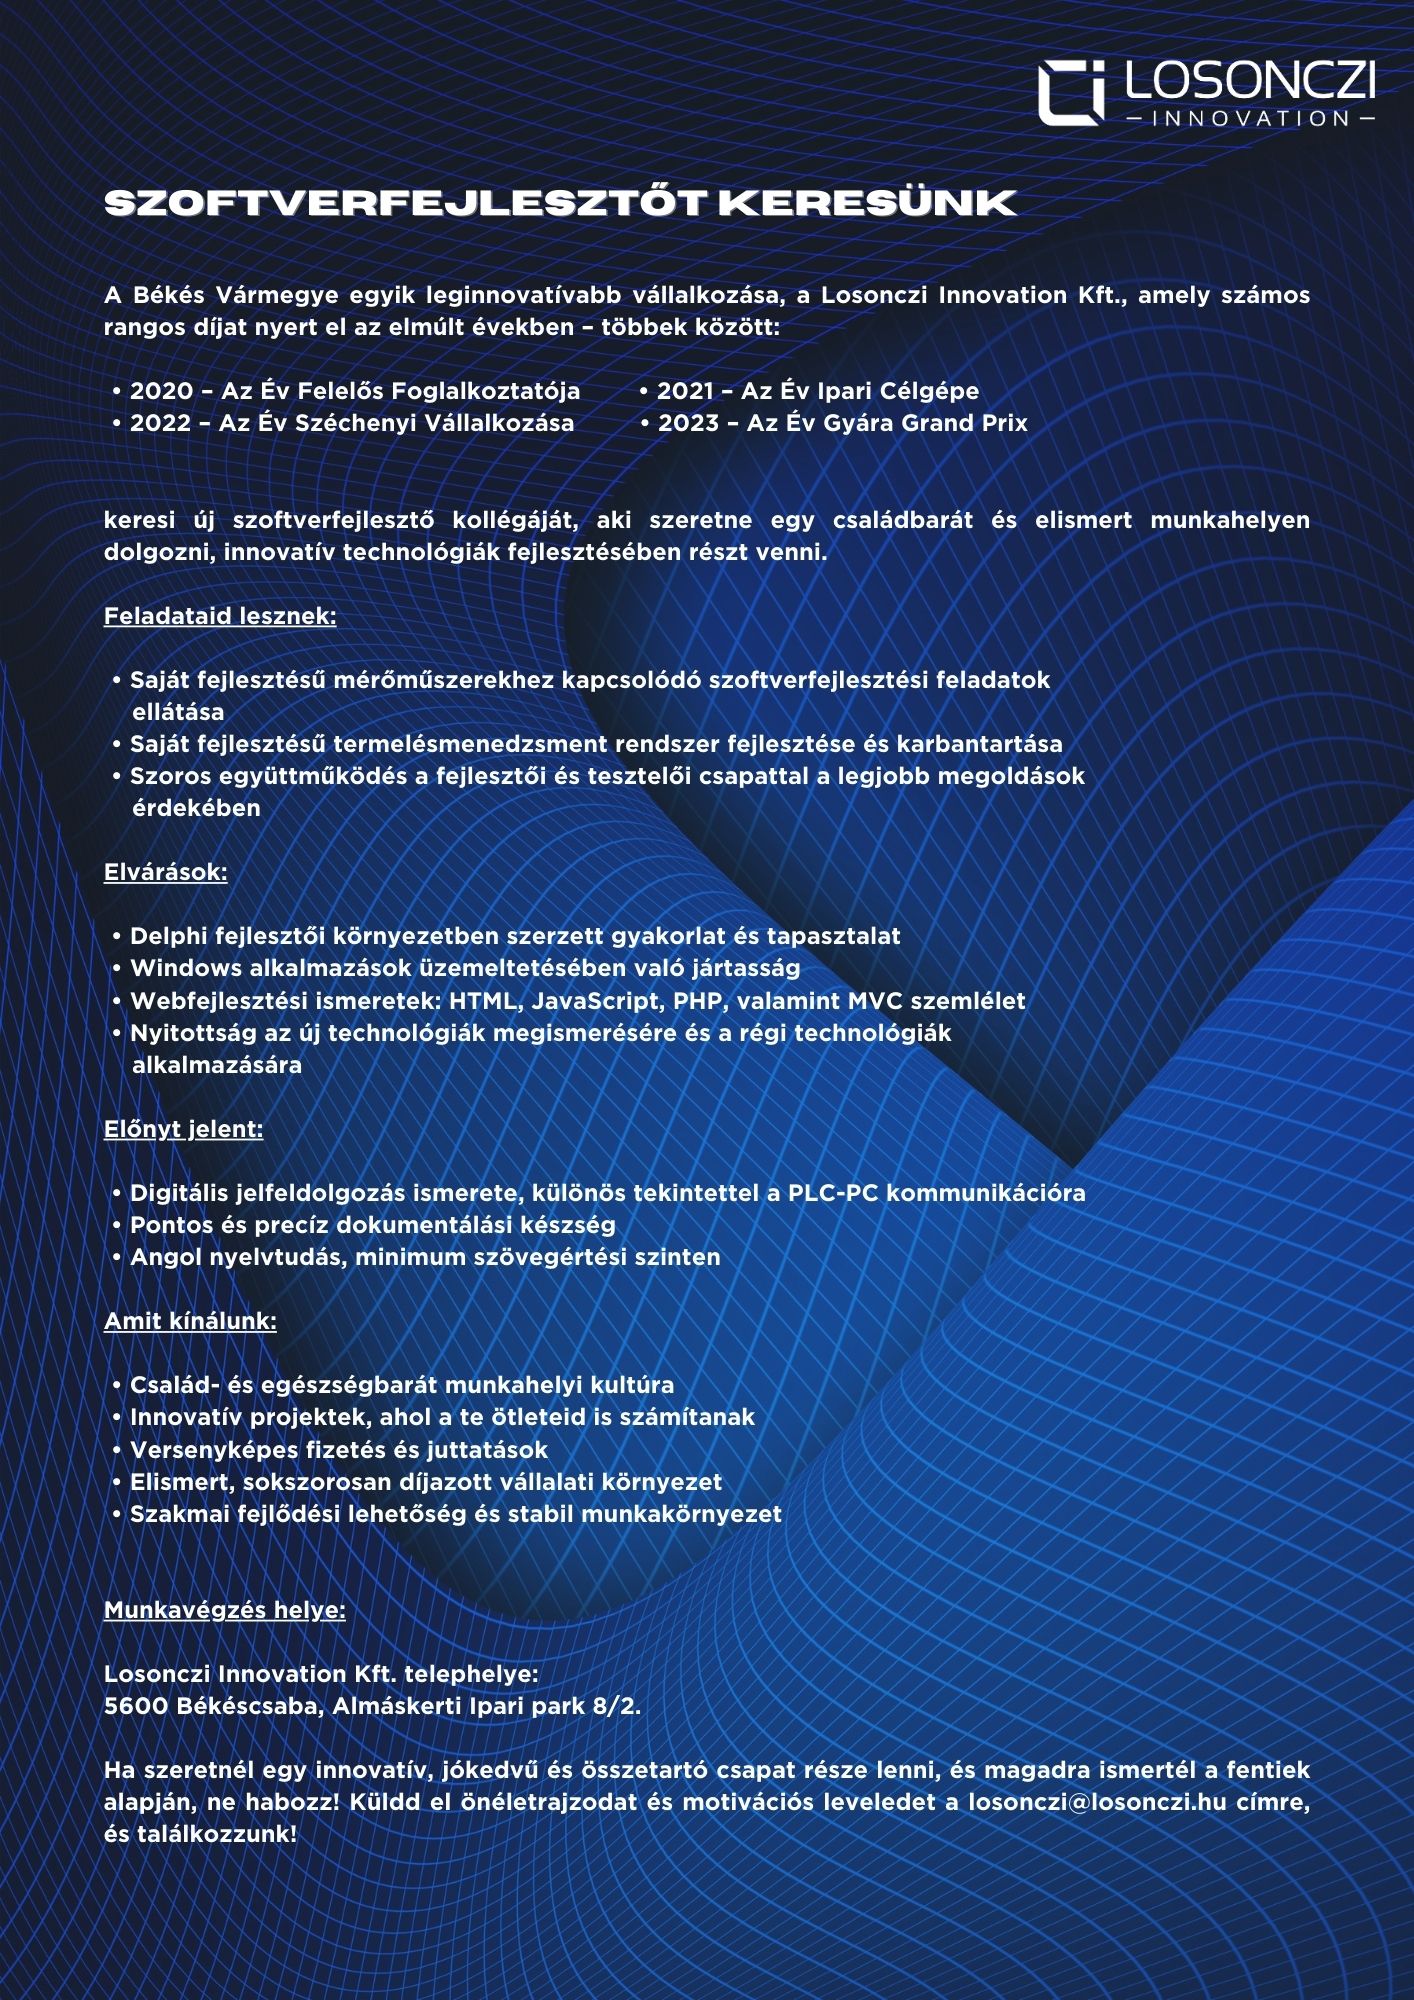 LOSONCZI
INNOVATION
SZOFTVERFEJLESZTŐT KERESÜNK
A Békés Vármegye egyik leginnovatívabb vállalkozása, a Losonczi Innovation Kft., amely számos
rangos díjat nyert el az elmúlt években – többek között:
• 2020 – Az Év Felelős Foglalkoztatója • 2021 – Az Év Ipari Célgépe
• 2022 – Az Év Széchenyi Vállalkozása • 2023 – Az Év Gyára Grand Prix
keresi új szoftverfejlesztő kollégáját, aki szeretne egy családbarát és elismert munkahelyen
dolgozni, innovatív technológiák fejlesztésében részt venni.
Feladataid lesznek:
• Saját fejlesztésű mérőműszerekhez kapcsolódó szoftverfejlesztési feladatok
ellátása
• Saját fejlesztésű termelésmenedzsment rendszer fejlesztése és karbantartása
• Szoros együttműködés a fejlesztői és tesztelői csapattal a legjobb megoldások
érdekében
Elvárások:
• Delphi fejlesztői környezetben szerzett gyakorlat és tapasztalat
• Windows alkalmazások üzemeltetésében való jártasság
• Webfejlesztési ismeretek: HTML, JavaScript, PHP, valamint MVC szemlélet
• Nyitottság az új technológiák megismerésére és a régi technológiák
alkalmazására
Előnyt jelent:
• Digitális jelfeldolgozás ismerete, különös tekintettel a PLC-PC kommunikációra
• Pontos és precíz dokumentálási készség
• Angol nyelvtudás, minimum szövegértési szinten
Amit kínálunk:
• Család- és egészségbarát munkahelyi kultúra
• Innovatív projektek, ahol a te ötleteid is számítanak
• Versenyképes fizetés és juttatások
• Elismert, sokszorosan díjazott vállalati környezet
• Szakmai fejlődési lehetőség és stabil munkakörnyezet
Munkavégzés helye:
Losonczi Innovation Kft. telephelye:
5600 Békéscsaba, Almáskerti Ipari park 8/2.
Ha szeretnél egy innovatív, jókedvű és összetartó csapat része lenni, és magadra ismertél a fentiek
alapján, ne habozz! Küldd el önéletrajzodat és motivációs leveledet a losonczi@losonczi.hu címre,
és találkozzunk!